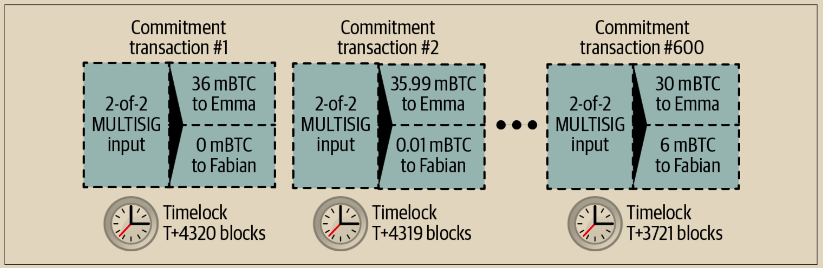 Commitment
transaction #1
2-of-2
MULTISIG
input
36 mBTC
to Emma
0 mBTC
to Fabian
Timelock
T+4320 blocks
Commitment
transaction #2
2-of-2
MULTISIG
input
35.99 mBTC
to Emma
0.01 mBTC
to Fabian
Timelock
T+4319 blocks
Commitment
transaction #600
2-of-2
MULTISIG
input
30 mBTC
to Emma
6 mBTC
to Fabian
Timelock
T+3721 blocks